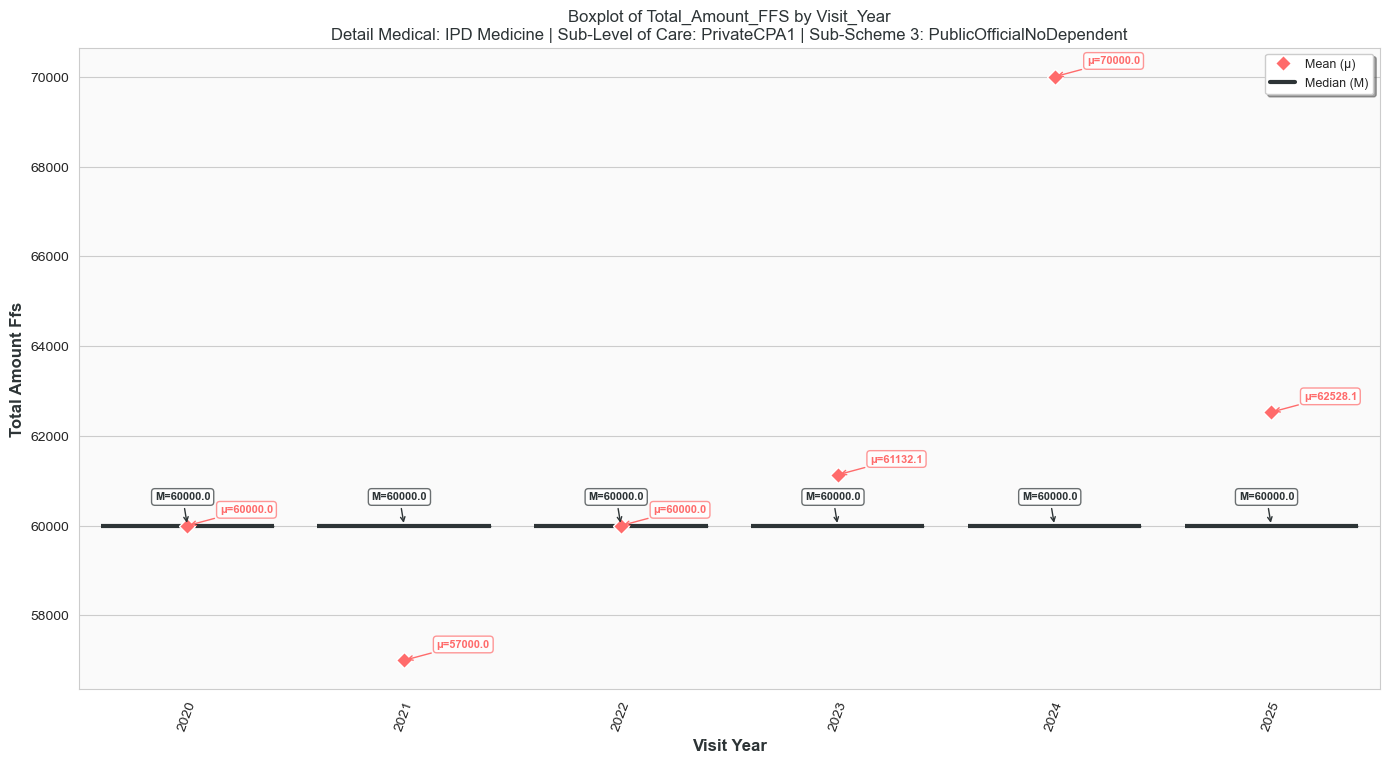 Boxplot of Total_Amount_FFS by Visit_Year
Detail Medical: IPD Medicine | Sub-Level of Care: PrivateCPA1 | Sub-Scheme 3: PublicOfficialNoDependent
Mean (μ)
Median (M)
Total Amount Ffs
70000
68000
66000
64000
62000
60000
58000
μ=70000.0
μ=62528.1
μ=61132.1
M=60000.0
μ=60000.0
M=60000.0
M=60000.0
μ=60000.0
M=60000.0
M=60000.0
M=60000.0
μ=57000.0
2020
2021
2022
2023
2024
2025
Visit Year